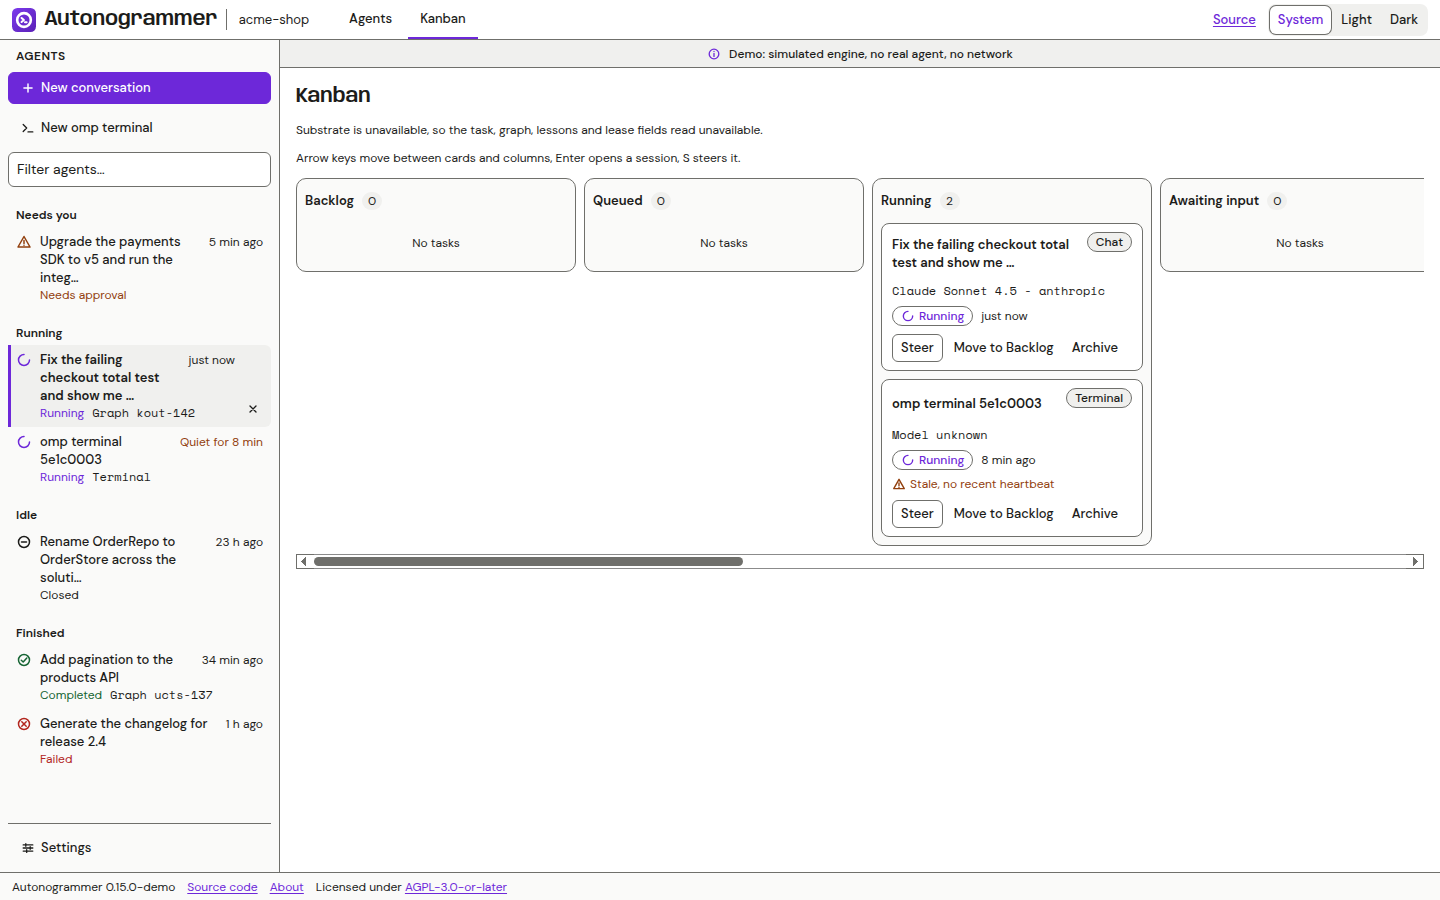 Autonogrammer
acme-shop
Agents
Kanban
Source
System
Light
Dark
AGENTS
New conversation
New omp terminal
Filter agents…
Needs you
Upgrade the payments
SDK to v5 and run the
integ…
5 min ago
Needs approval
Running
Fix the failing
checkout total test
and show me …
just now
Running Graph kout-142
omp terminal
5e1c0003
Quiet for 8 min
Running Terminal
Idle
Rename OrderRepo to
OrderStore across the
soluti…
23 h ago
Closed
Finished
Add pagination to the
products API
34 min ago
Completed Graph ucts-137
Generate the changelog for
release 2.4
1 h ago
Failed
Settings
Demo: simulated engine, no real agent, no network
Kanban
Substrate is unavailable, so the task, graph, lessons and lease fields read unavailable.
Arrow keys move between cards and columns, Enter opens a session, S steers it.
Backlog 0
No tasks
Queued 0
No tasks
Running 2
Fix the failing checkout total
test and show me …
Chat
Claude Sonnet 4.5 - anthropic
Running just now
Steer Move to Backlog Archive
omp terminal 5e1c0003
Terminal
Model unknown
Running 8 min ago
Stale, no recent heartbeat
Steer Move to Backlog Archive
Awaiting input 0
No tasks
Autonogrammer 0.15.0-demo Source code About Licensed under AGPL-3.0-or-later